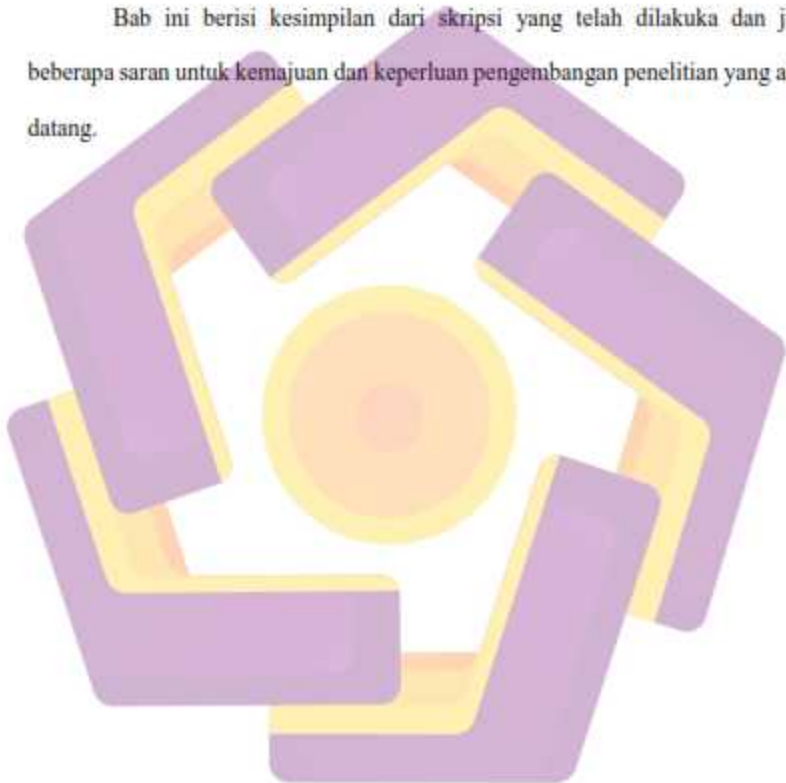 Bab ini berisi kesimpilan dari skripsi yang telah dilakuka dan j
beberapa saran untuk kemajuan dan keperluan pengembangan penelitian yang a
datang.